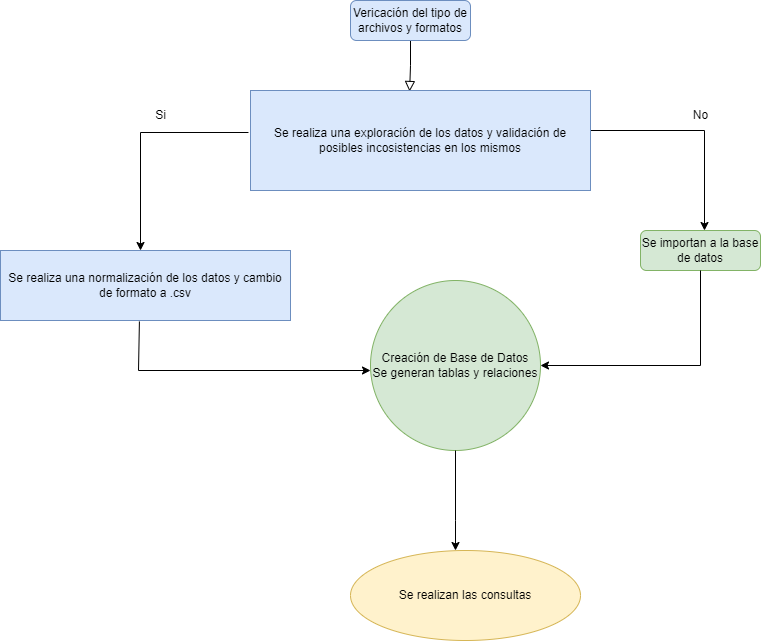 Vericación del tipo de
archivos y formatos
Si
No
Se realiza una exploración de los datos y validación de
posibles incosistencias en los mismos
Se importan a la base
de datos
Se realiza una normalización de los datos y cambio
de formato a .csv
Creación de Base de Datos
Se generan tablas y relaciones
Se realizan las consultas